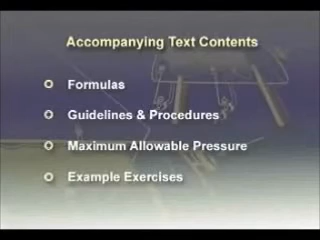 Accompanying Text Contents
Formulas
Guidelines & Procedures
Maximum Allowable Pressure
Example Exercises